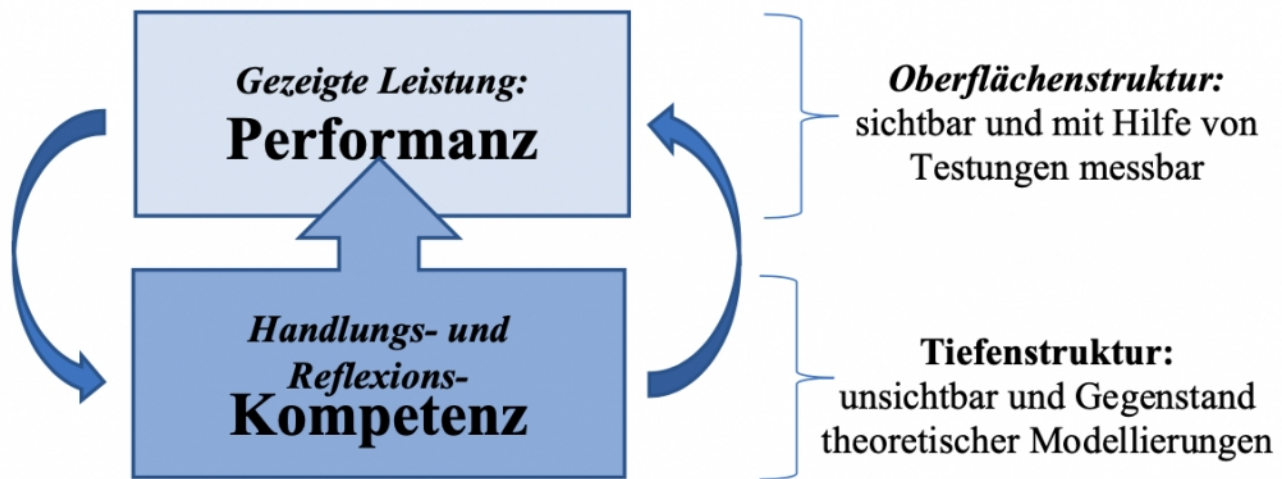 Gezeigte Leistung:
Performanz
Oberflächenstruktur:
sichtbar und mit Hilfe von
Testungen messbar
Handlungs- und
Reflexions-
Kompetenz
Tiefenstruktur:
unsichtbar und Gegenstand
theoretischer Modellierungen